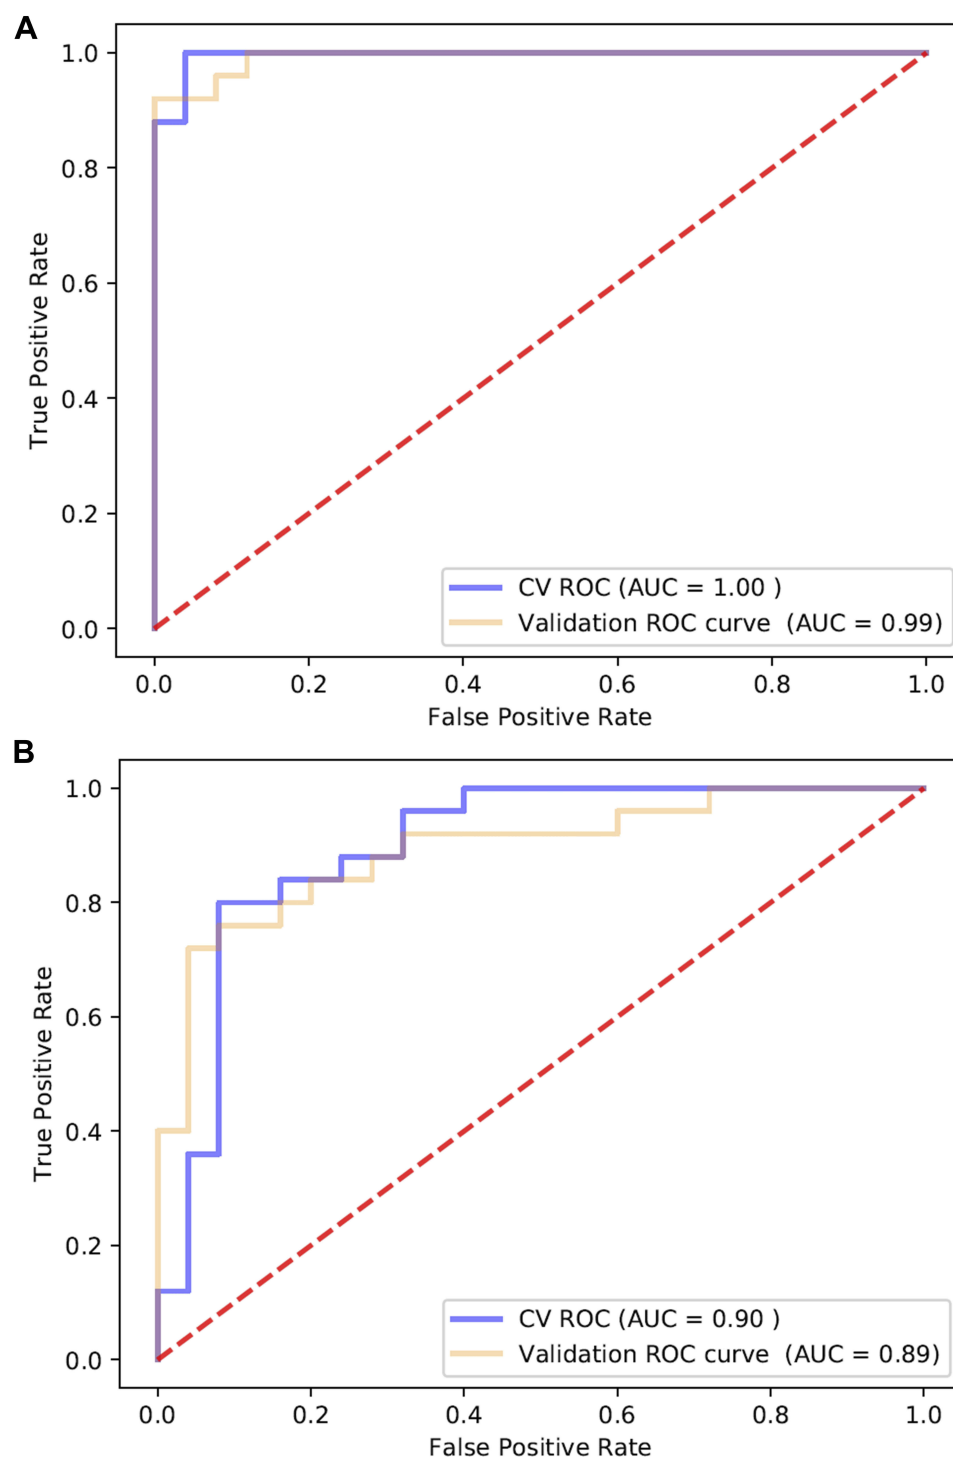 A
1.0
0.8
0.6
0.4
0.2
0.0
True Positive Rate
CV ROC (AUC = 1.00 )
Validation ROC curve  (AUC = 0.99)
0.0 0.2 0.4 0.6 0.8 1.0
False Positive Rate
B
1.0
0.8
0.6
0.4
0.2
0.0
True Positive Rate
CV ROC (AUC = 0.90 )
Validation ROC curve  (AUC = 0.89)
0.0 0.2 0.4 0.6 0.8 1.0
False Positive Rate